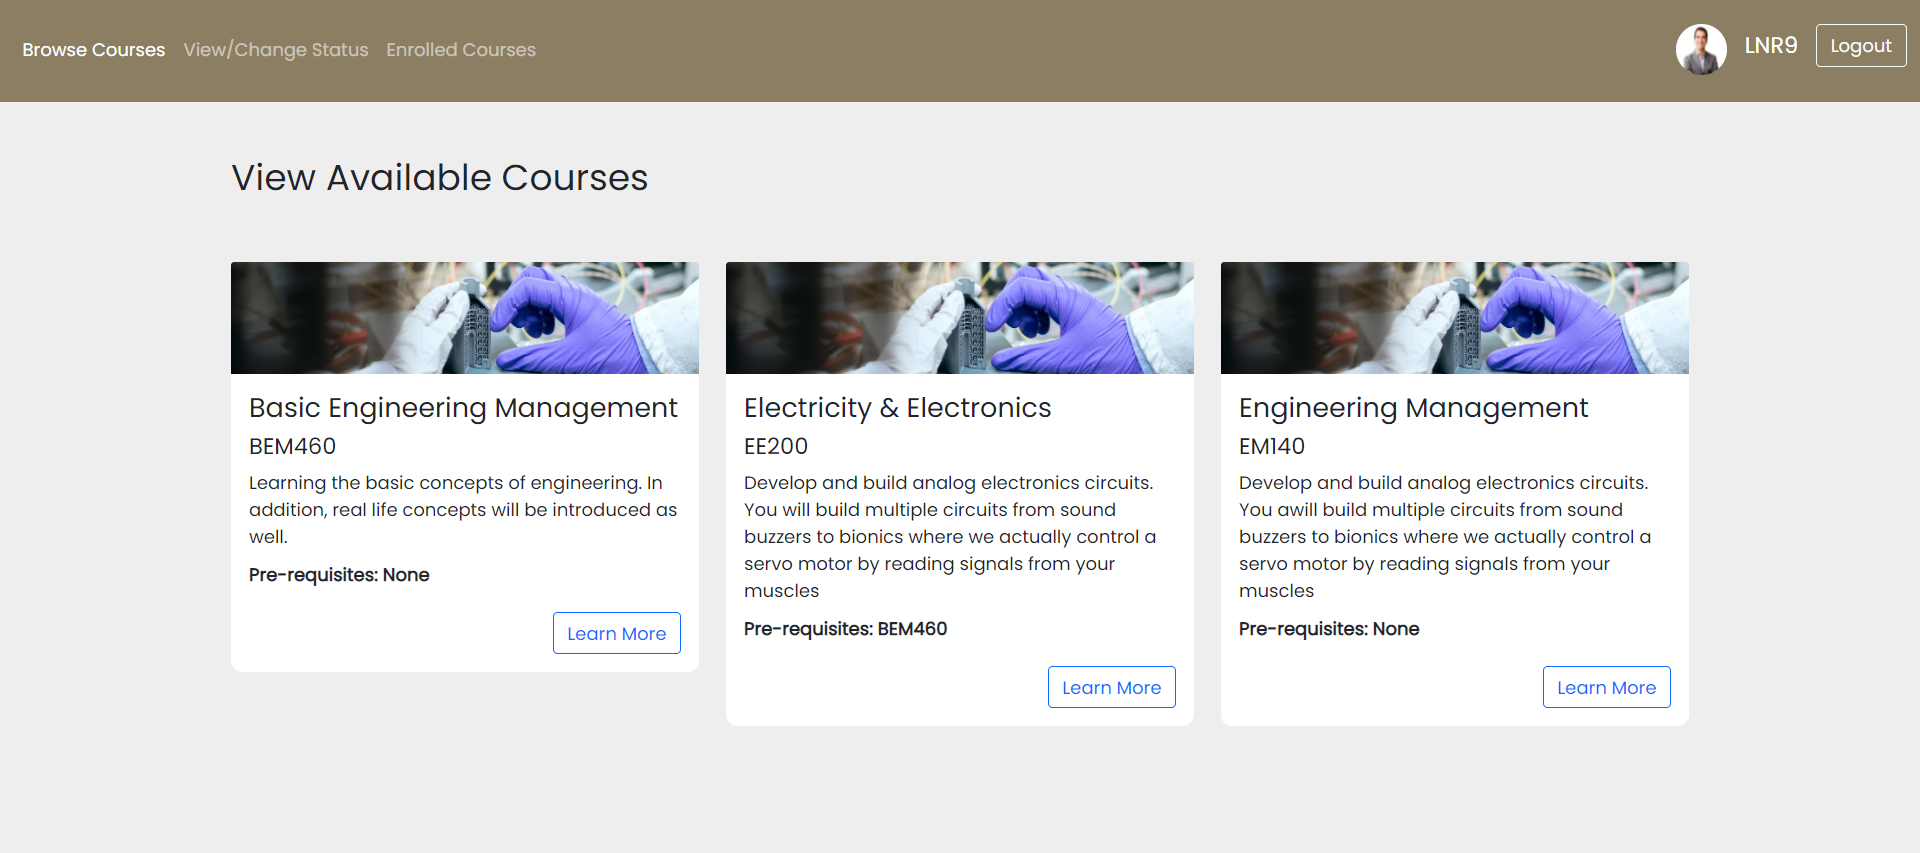 Browse Courses View/Change Status Enrolled Courses LNR9 Logout
View Available Courses
Basic Engineering Management
BEM460
Learning the basic concepts of engineering. In
addition, real life concepts will be introduced as
well.
Pre-requisites: None
Learn More
Electricity & Electronics
EE200
Develop and build analog electronics circuits.
You will build multiple circuits from sound
buzzers to bionics where we actually control a
servo motor by reading signals from your
muscles
Pre-requisites: BEM460
Learn More
Engineering Management
EM140
Develop and build analog electronics circuits.
You awill build multiple circuits from sound
buzzers to bionics where we actually control a
servo motor by reading signals from your
muscles
Pre-requisites: None
Learn More